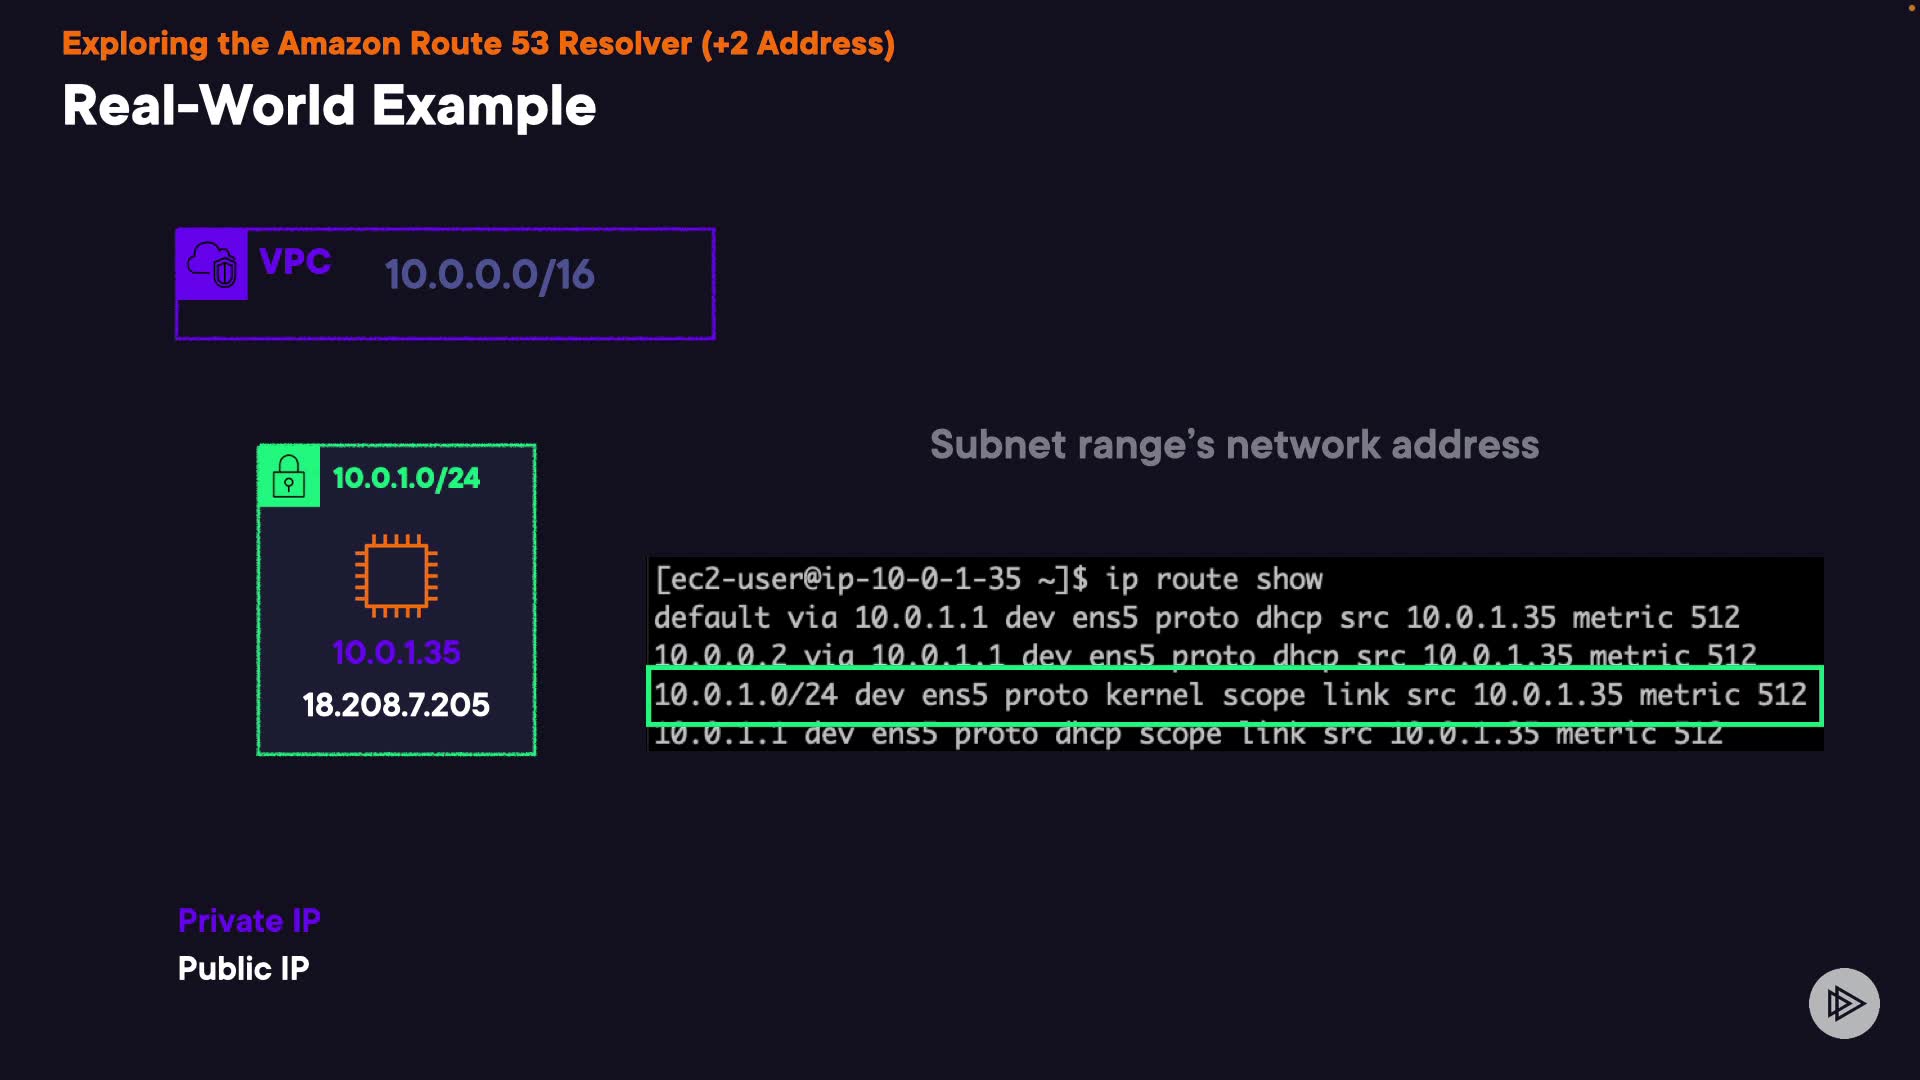 Exploring the Amazon Route 53 Resolver (+2 Address)
Real-World Example
VPC
10.0.0.0/16
10.0.1.0/24
10.0.1.35
18.208.7.205
Subnet range’s network address
[ec2-user@ip-10-0-1-35 ~]$ ip route show
default via 10.0.1.1 dev ens5 proto dhcp src 10.0.1.35 metric 512
10.0.0.2 via 10.0.1.1 dev ens5 proto dhcp src 10.0.1.35 metric 512
10.0.1.0/24 dev ens5 proto kernel scope link src 10.0.1.35 metric 512
10.0.1.1 dev ens5 proto dhcp scope link src 10.0.1.35 metric 512
Private IP
Public IP